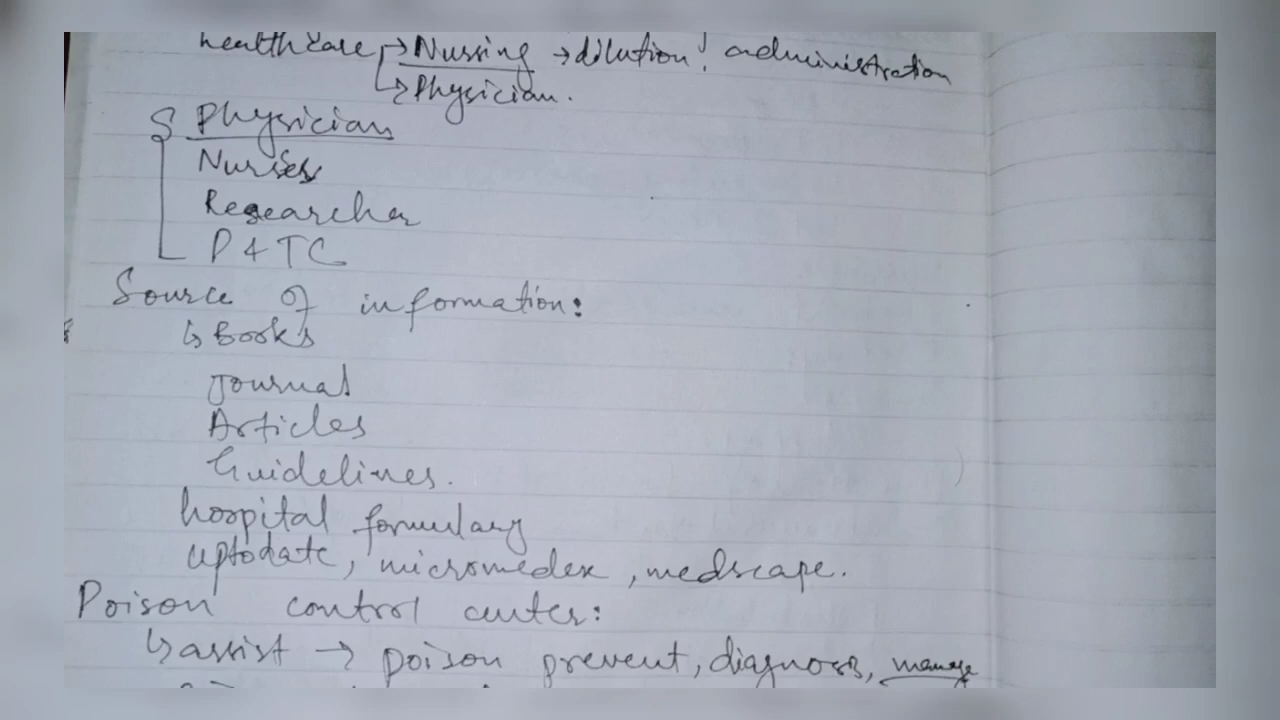 healthcare → Nursing → dilution! administration
↳ Physician.
Physician
Nurses
Researcher
P & TC
Source of information:
↳ Books
Journal
Articles
Guidelines.
hospital formulary
uptodate, micromedex, medscape.
Poison control center:
↳ assist → poison prevent, diagnosis, manage